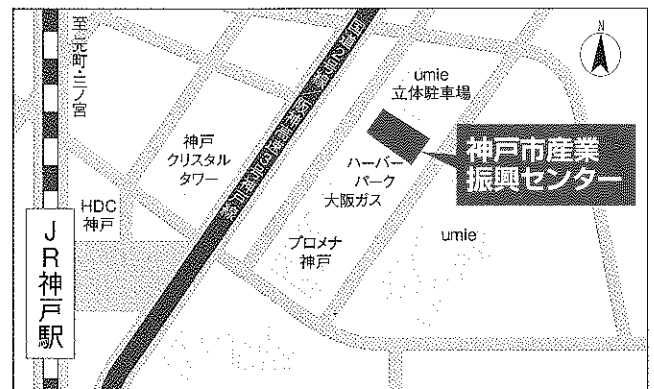 至元町・三ノ宮
N
umie
立体駐車場
神戸
クリスタル
タワー
神戸市産業
振興センター
ハーバー
パーク
大阪ガス
HDC
神戸
プロメナ
神戸
umie
JR神戸駅